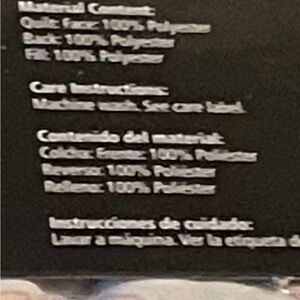 Material Content:
Quilt: Face: 100% Polyester
Back: 100% Polyester
Fill: 100% Polyester
Care Instructions:
Machine wash. See care label.
Contenido del material:
Colcha: Frente: 100% Poliéster
Reverso: 100% Poliéster
Relleno: 100% Poliéster
Instrucciones de cuidado:
Lavar a máquina. Ver la etiqueta d